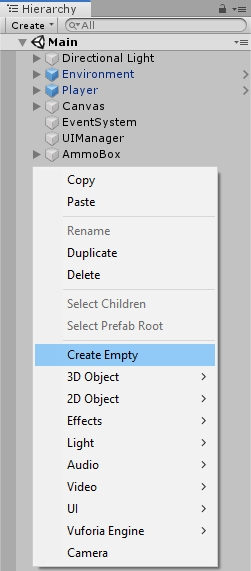 Hierarchy
Create All
Main
Directional Light
Environment
Player
Canvas
EventSystem
UIManager
AmmoBox
Copy
Paste
Rename
Duplicate
Delete
Select Children
Select Prefab Root
Create Empty
3D Object
2D Object
Effects
Light
Audio
Video
UI
Vuforia Engine
Camera